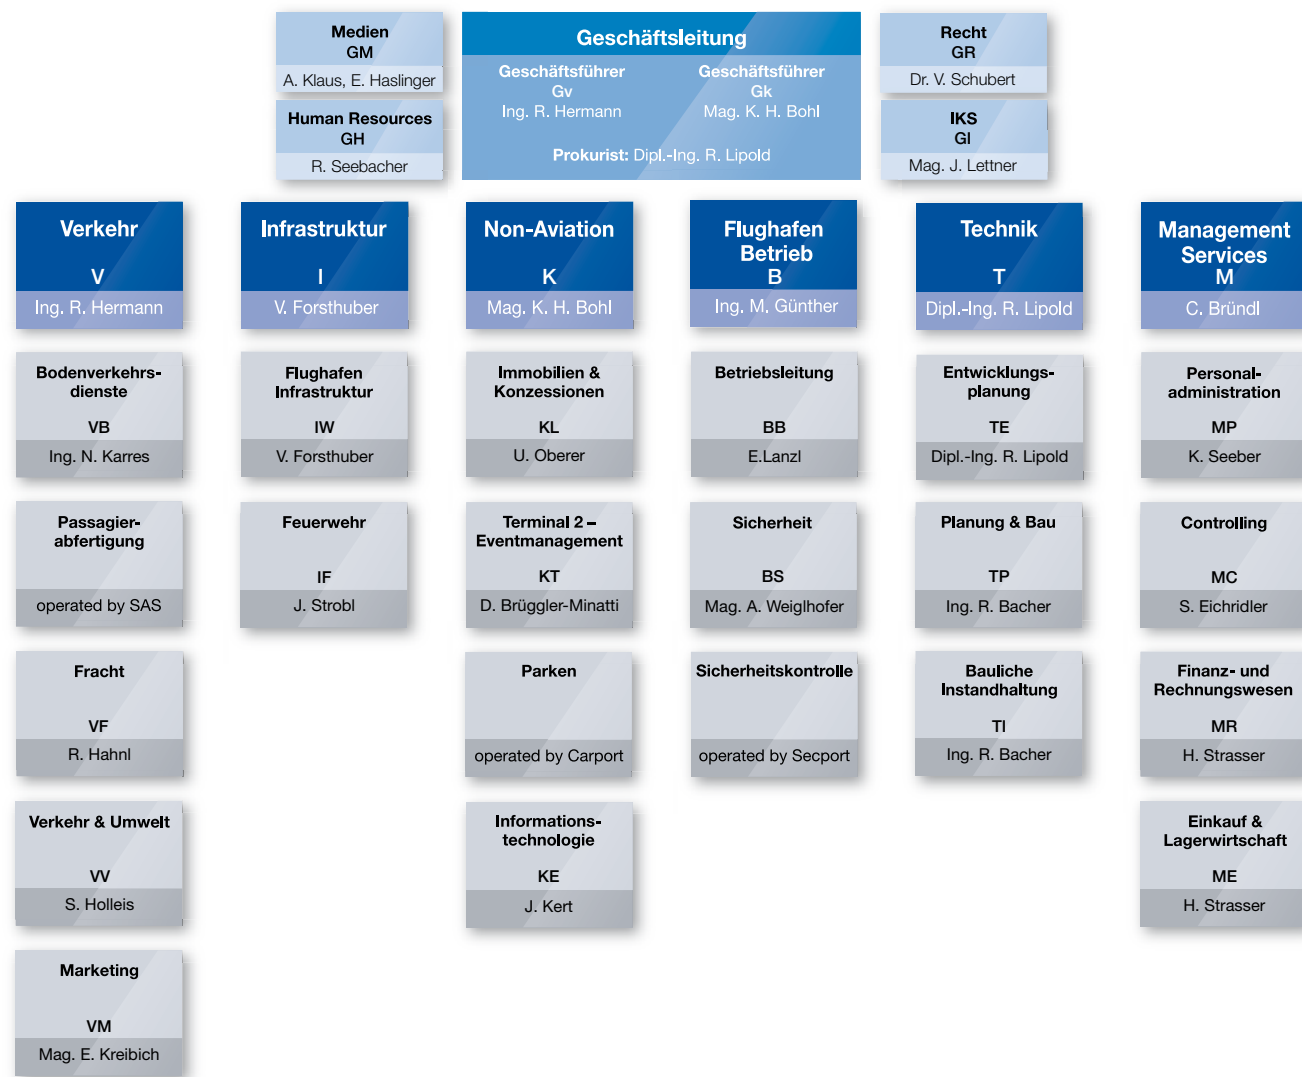 Medien
GM
A. Klaus, E. Haslinger
Human Resources
GH
R. Seebacher
Geschäftsleitung
Geschäftsführer
Gv
Ing. R. Hermann
Geschäftsführer
Gk
Mag. K. H. Bohl
Prokurist: Dipl.-Ing. R. Lipold
Recht
GR
Dr. V. Schubert
IKS
GI
Mag. J. Lettner
Verkehr
V
Ing. R. Hermann
Bodenverkehrs-
dienste
VB
Ing. N. Karres
Passagier-
abfertigung
operated by SAS
Fracht
VF
R. Hahnl
Verkehr & Umwelt
VV
S. Holleis
Marketing
VM
Mag. E. Kreibich
Infrastruktur
I
V. Forsthuber
Flughafen
Infrastruktur
IW
V. Forsthuber
Feuerwehr
IF
J. Strobl
Non-Aviation
K
Mag. K. H. Bohl
Immobilien &
Konzessionen
KL
U. Oberer
Terminal 2 –
Eventmanagement
KT
D. Brüggler-Minatti
Parken
operated by Carport
Informations-
technologie
KE
J. Kert
Flughafen
Betrieb
B
Ing. M. Günther
Betriebsleitung
BB
E.Lanzl
Sicherheit
BS
Mag. A. Weiglhofer
Sicherheitskontrolle
operated by Secport
Technik
T
Dipl.-Ing. R. Lipold
Entwicklungs-
planung
TE
Dipl.-Ing. R. Lipold
Planung & Bau
TP
Ing. R. Bacher
Bauliche
Instandhaltung
TI
Ing. R. Bacher
Management
Services
M
C. Bründl
Personal-
administration
MP
K. Seeber
Controlling
MC
S. Eichridler
Finanz- und
Rechnungswesen
MR
H. Strasser
Einkauf &
Lagerwirtschaft
ME
H. Strasser